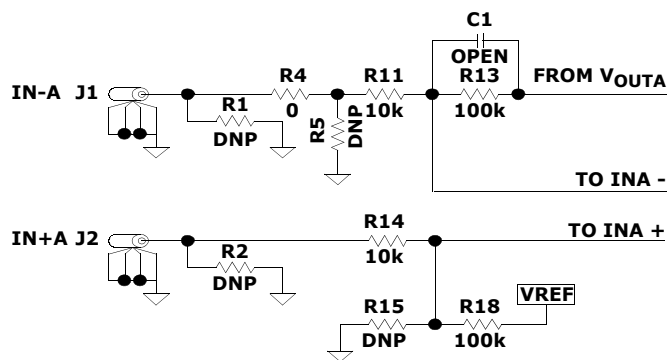 C1
OPEN
R4
R11
R13
FROM VOUTA
IN-A J1
R1
0
R5
DNP
10k
100k
DNP
TO INA -
IN+A J2
R14
TO INA +
R2
10k
DNP
R15
R18
VREF
DNP
100k